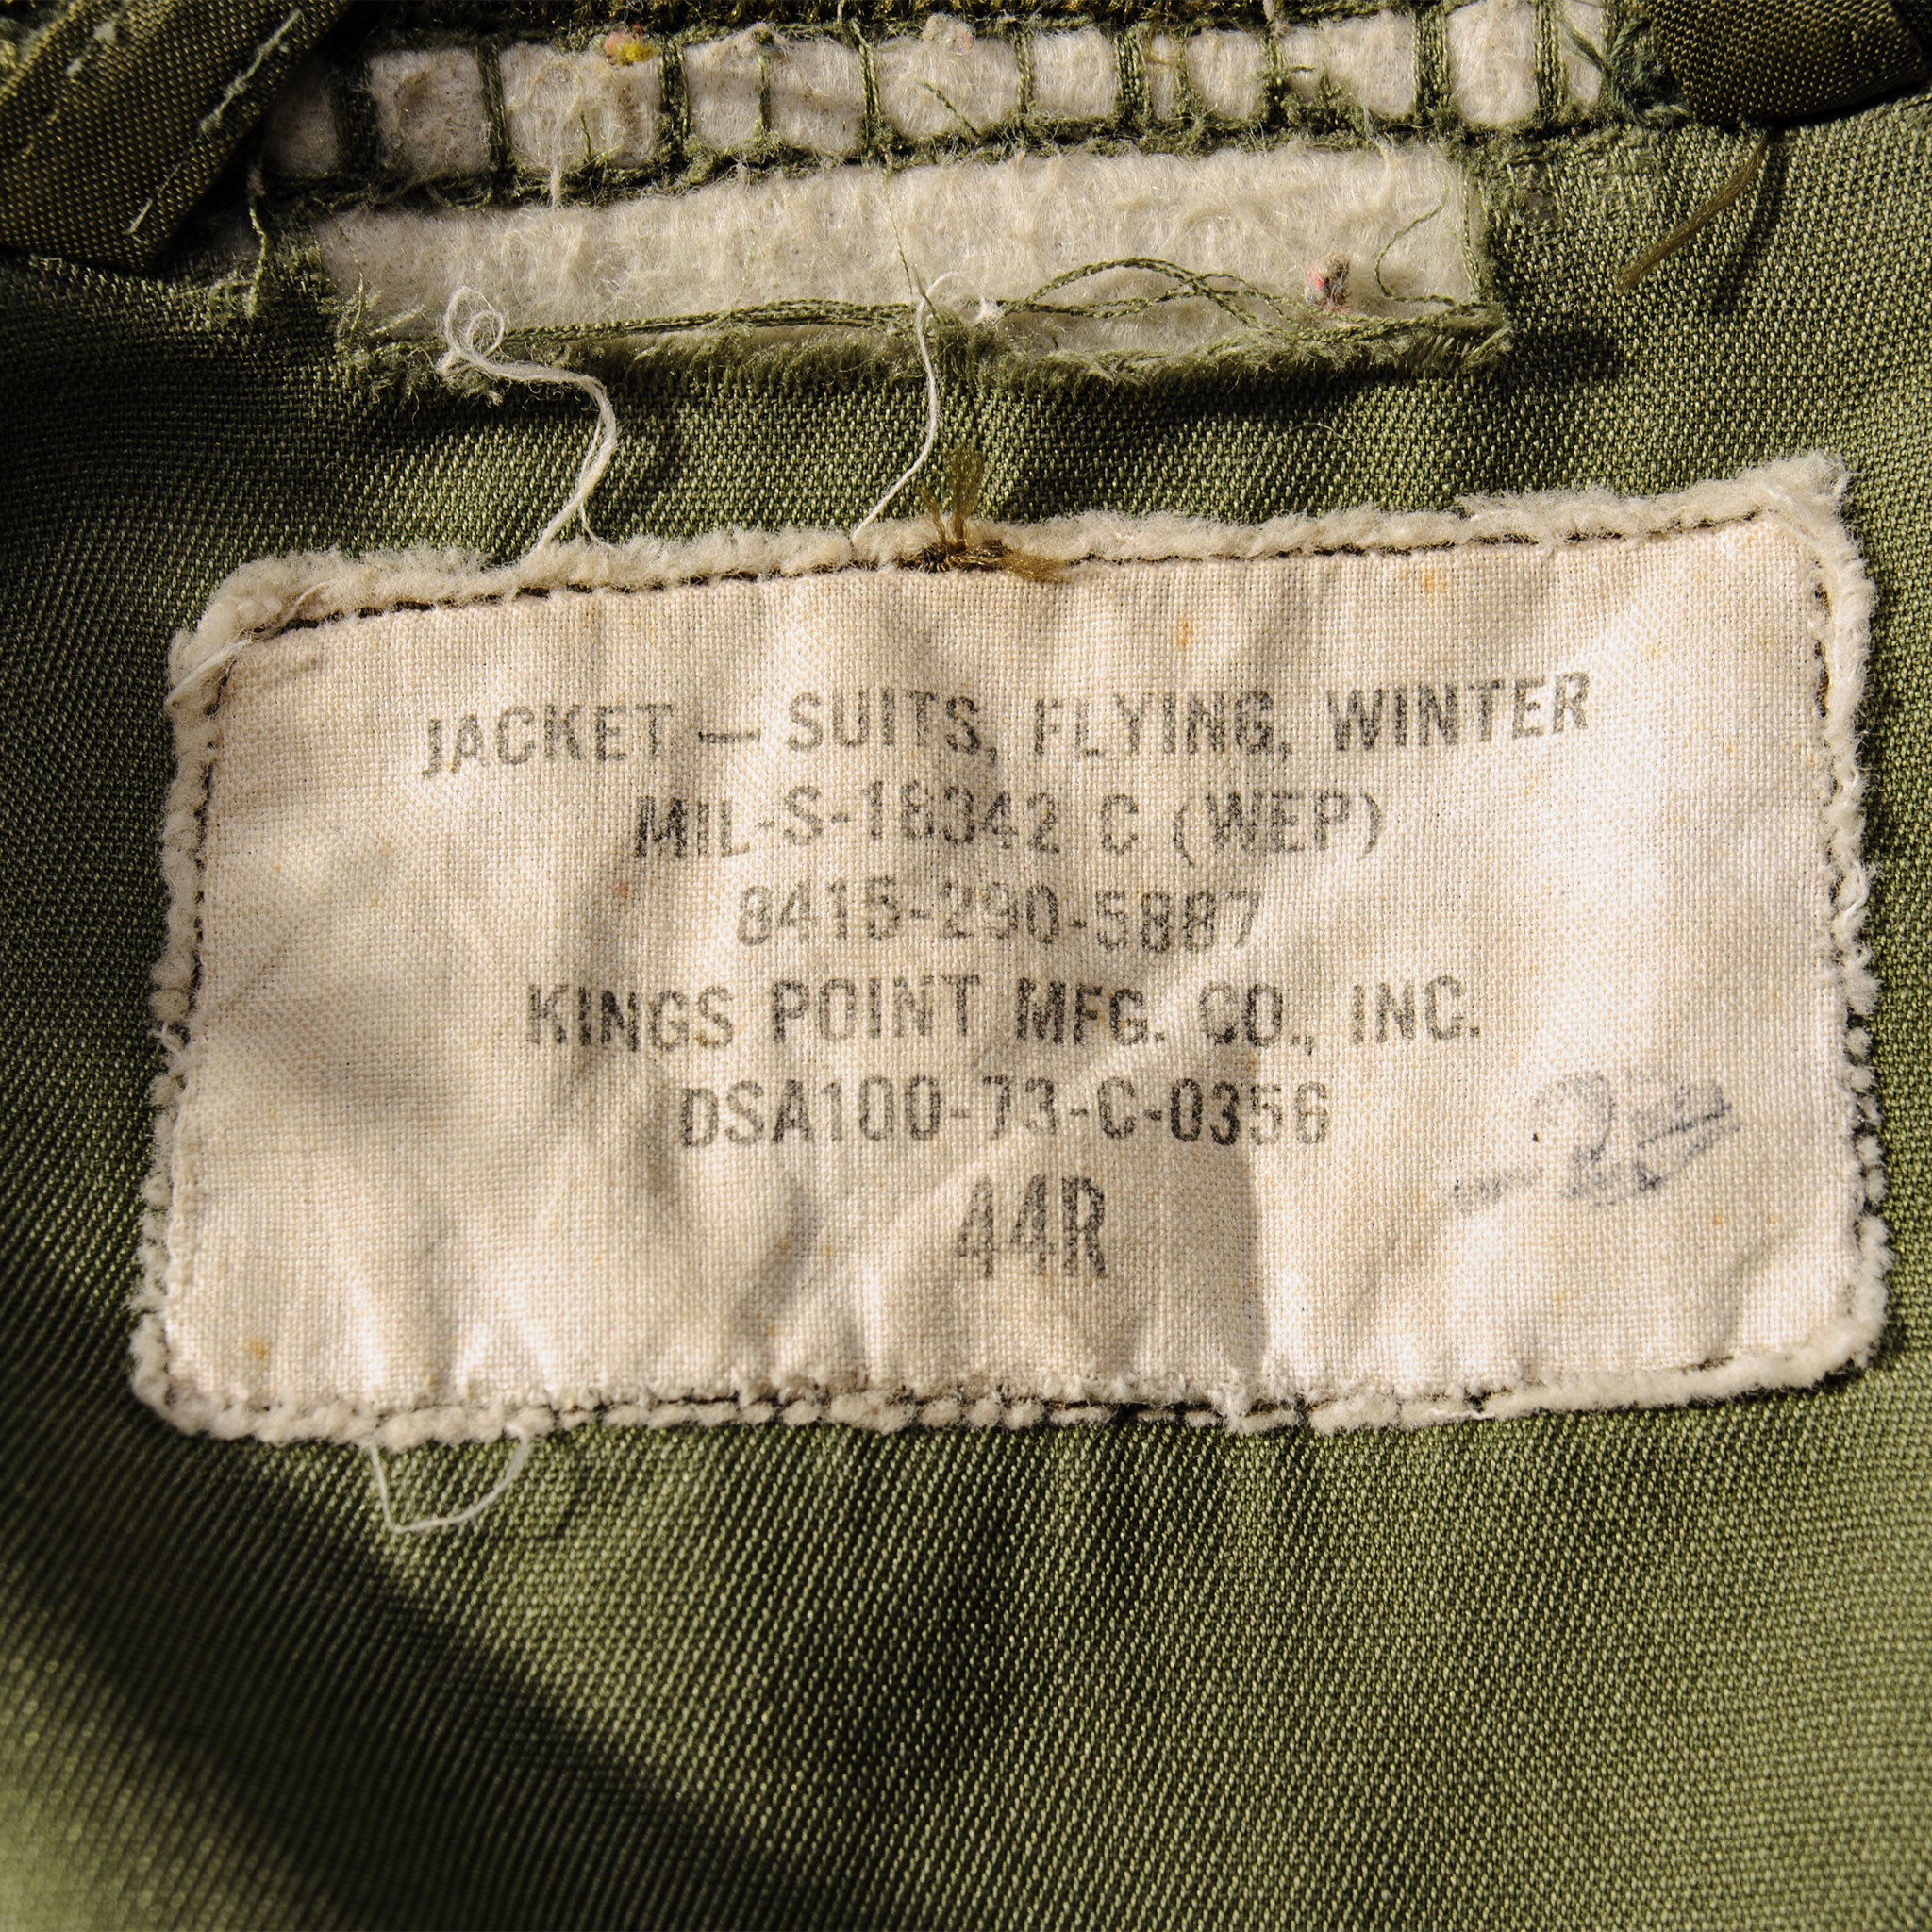 JACKET — SUITS, FLYING, WINTER
MIL-S-18342 C (WEP)
8415-290-5887
KINGS POINT MFG. CO., INC.
DSA100-73-C-0356
44R